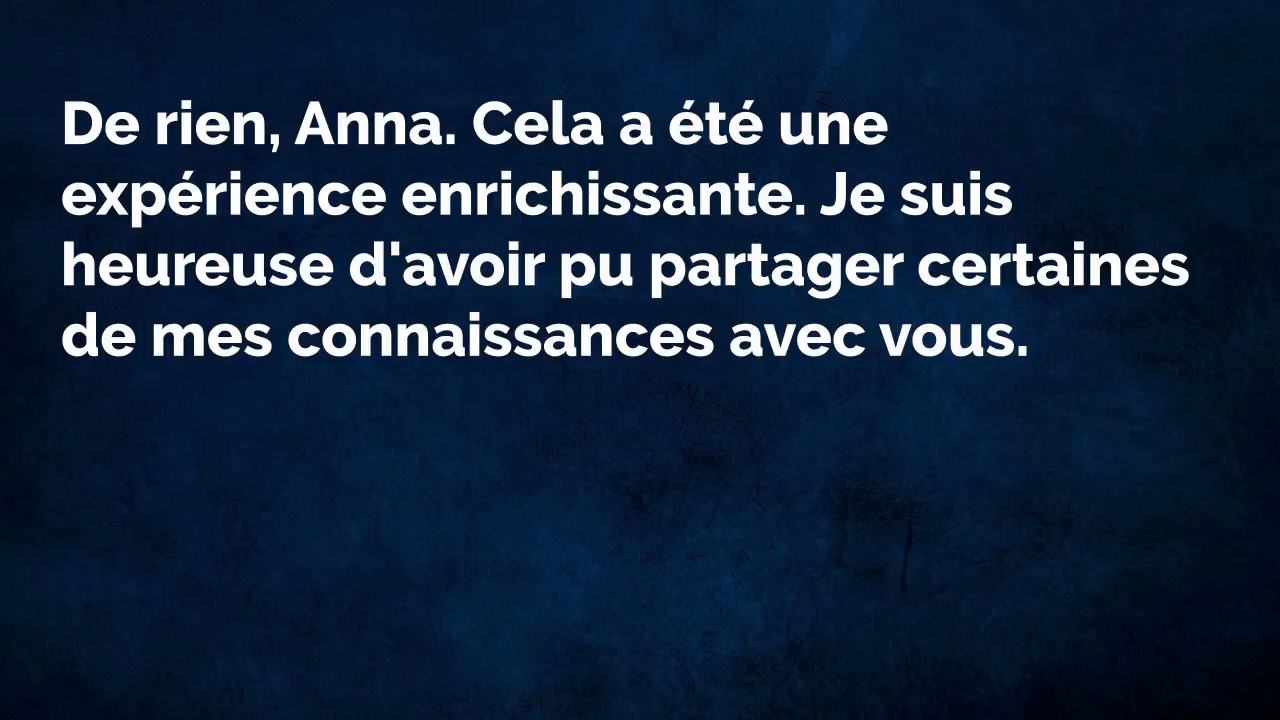 De rien, Anna. Cela a été une
expérience enrichissante. Je suis
heureuse d'avoir pu partager certaines
de mes connaissances avec vous.